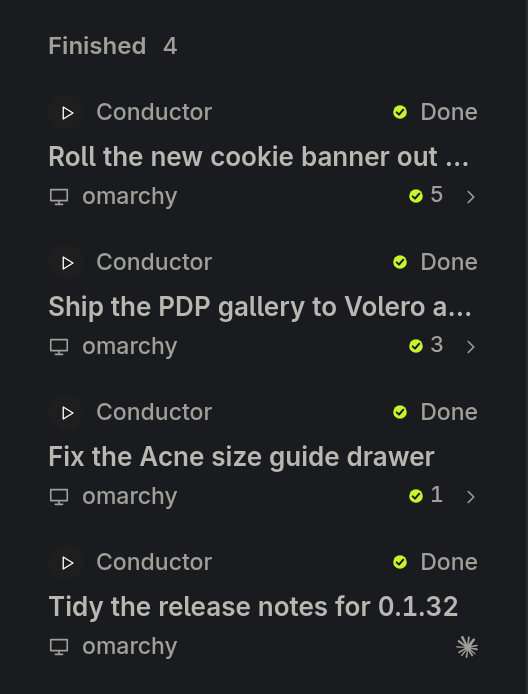 Finished 4
Conductor Done
Roll the new cookie banner out ...
omarchy 5
Conductor Done
Ship the PDP gallery to Volero a...
omarchy 3
Conductor Done
Fix the Acne size guide drawer
omarchy 1
Conductor Done
Tidy the release notes for 0.1.32
omarchy